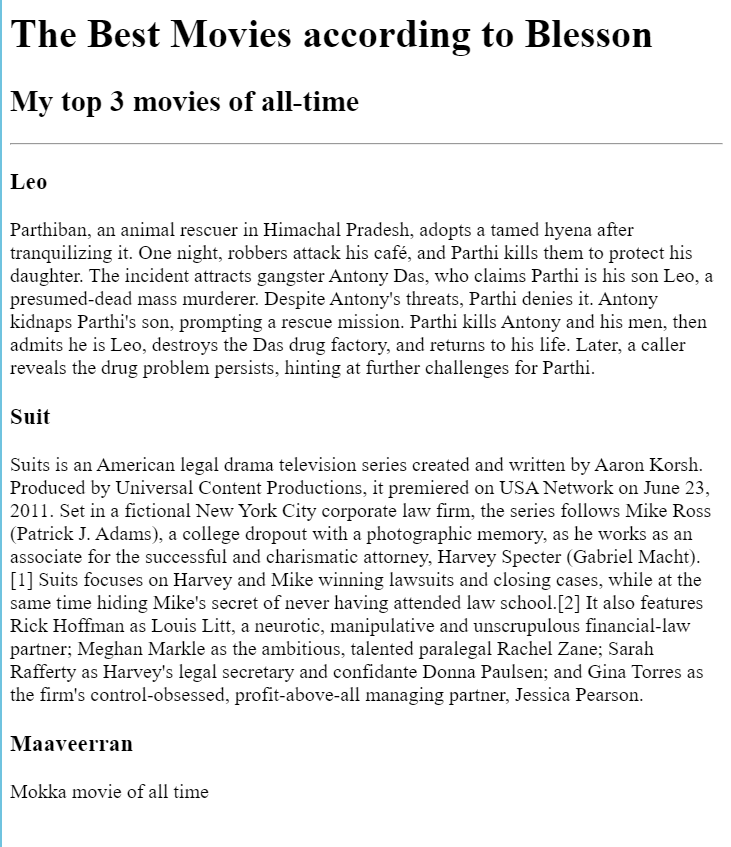 The Best Movies according to Blesson
My top 3 movies of all-time
Leo
Parthiban, an animal rescuer in Himachal Pradesh, adopts a tamed hyena after
tranquilizing it. One night, robbers attack his café, and Parthi kills them to protect his
daughter. The incident attracts gangster Antony Das, who claims Parthi is his son Leo, a
presumed-dead mass murderer. Despite Antony's threats, Parthi denies it. Antony
kidnaps Parthi's son, prompting a rescue mission. Parthi kills Antony and his men, then
admits he is Leo, destroys the Das drug factory, and returns to his life. Later, a caller
reveals the drug problem persists, hinting at further challenges for Parthi.
Suit
Suits is an American legal drama television series created and written by Aaron Korsh.
Produced by Universal Content Productions, it premiered on USA Network on June 23,
2011. Set in a fictional New York City corporate law firm, the series follows Mike Ross
(Patrick J. Adams), a college dropout with a photographic memory, as he works as an
associate for the successful and charismatic attorney, Harvey Specter (Gabriel Macht).
[1] Suits focuses on Harvey and Mike winning lawsuits and closing cases, while at the
same time hiding Mike's secret of never having attended law school.[2] It also features
Rick Hoffman as Louis Litt, a neurotic, manipulative and unscrupulous financial-law
partner; Meghan Markle as the ambitious, talented paralegal Rachel Zane; Sarah
Rafferty as Harvey's legal secretary and confidante Donna Paulsen; and Gina Torres as
the firm's control-obsessed, profit-above-all managing partner, Jessica Pearson.
Maaveerran
Mokka movie of all time